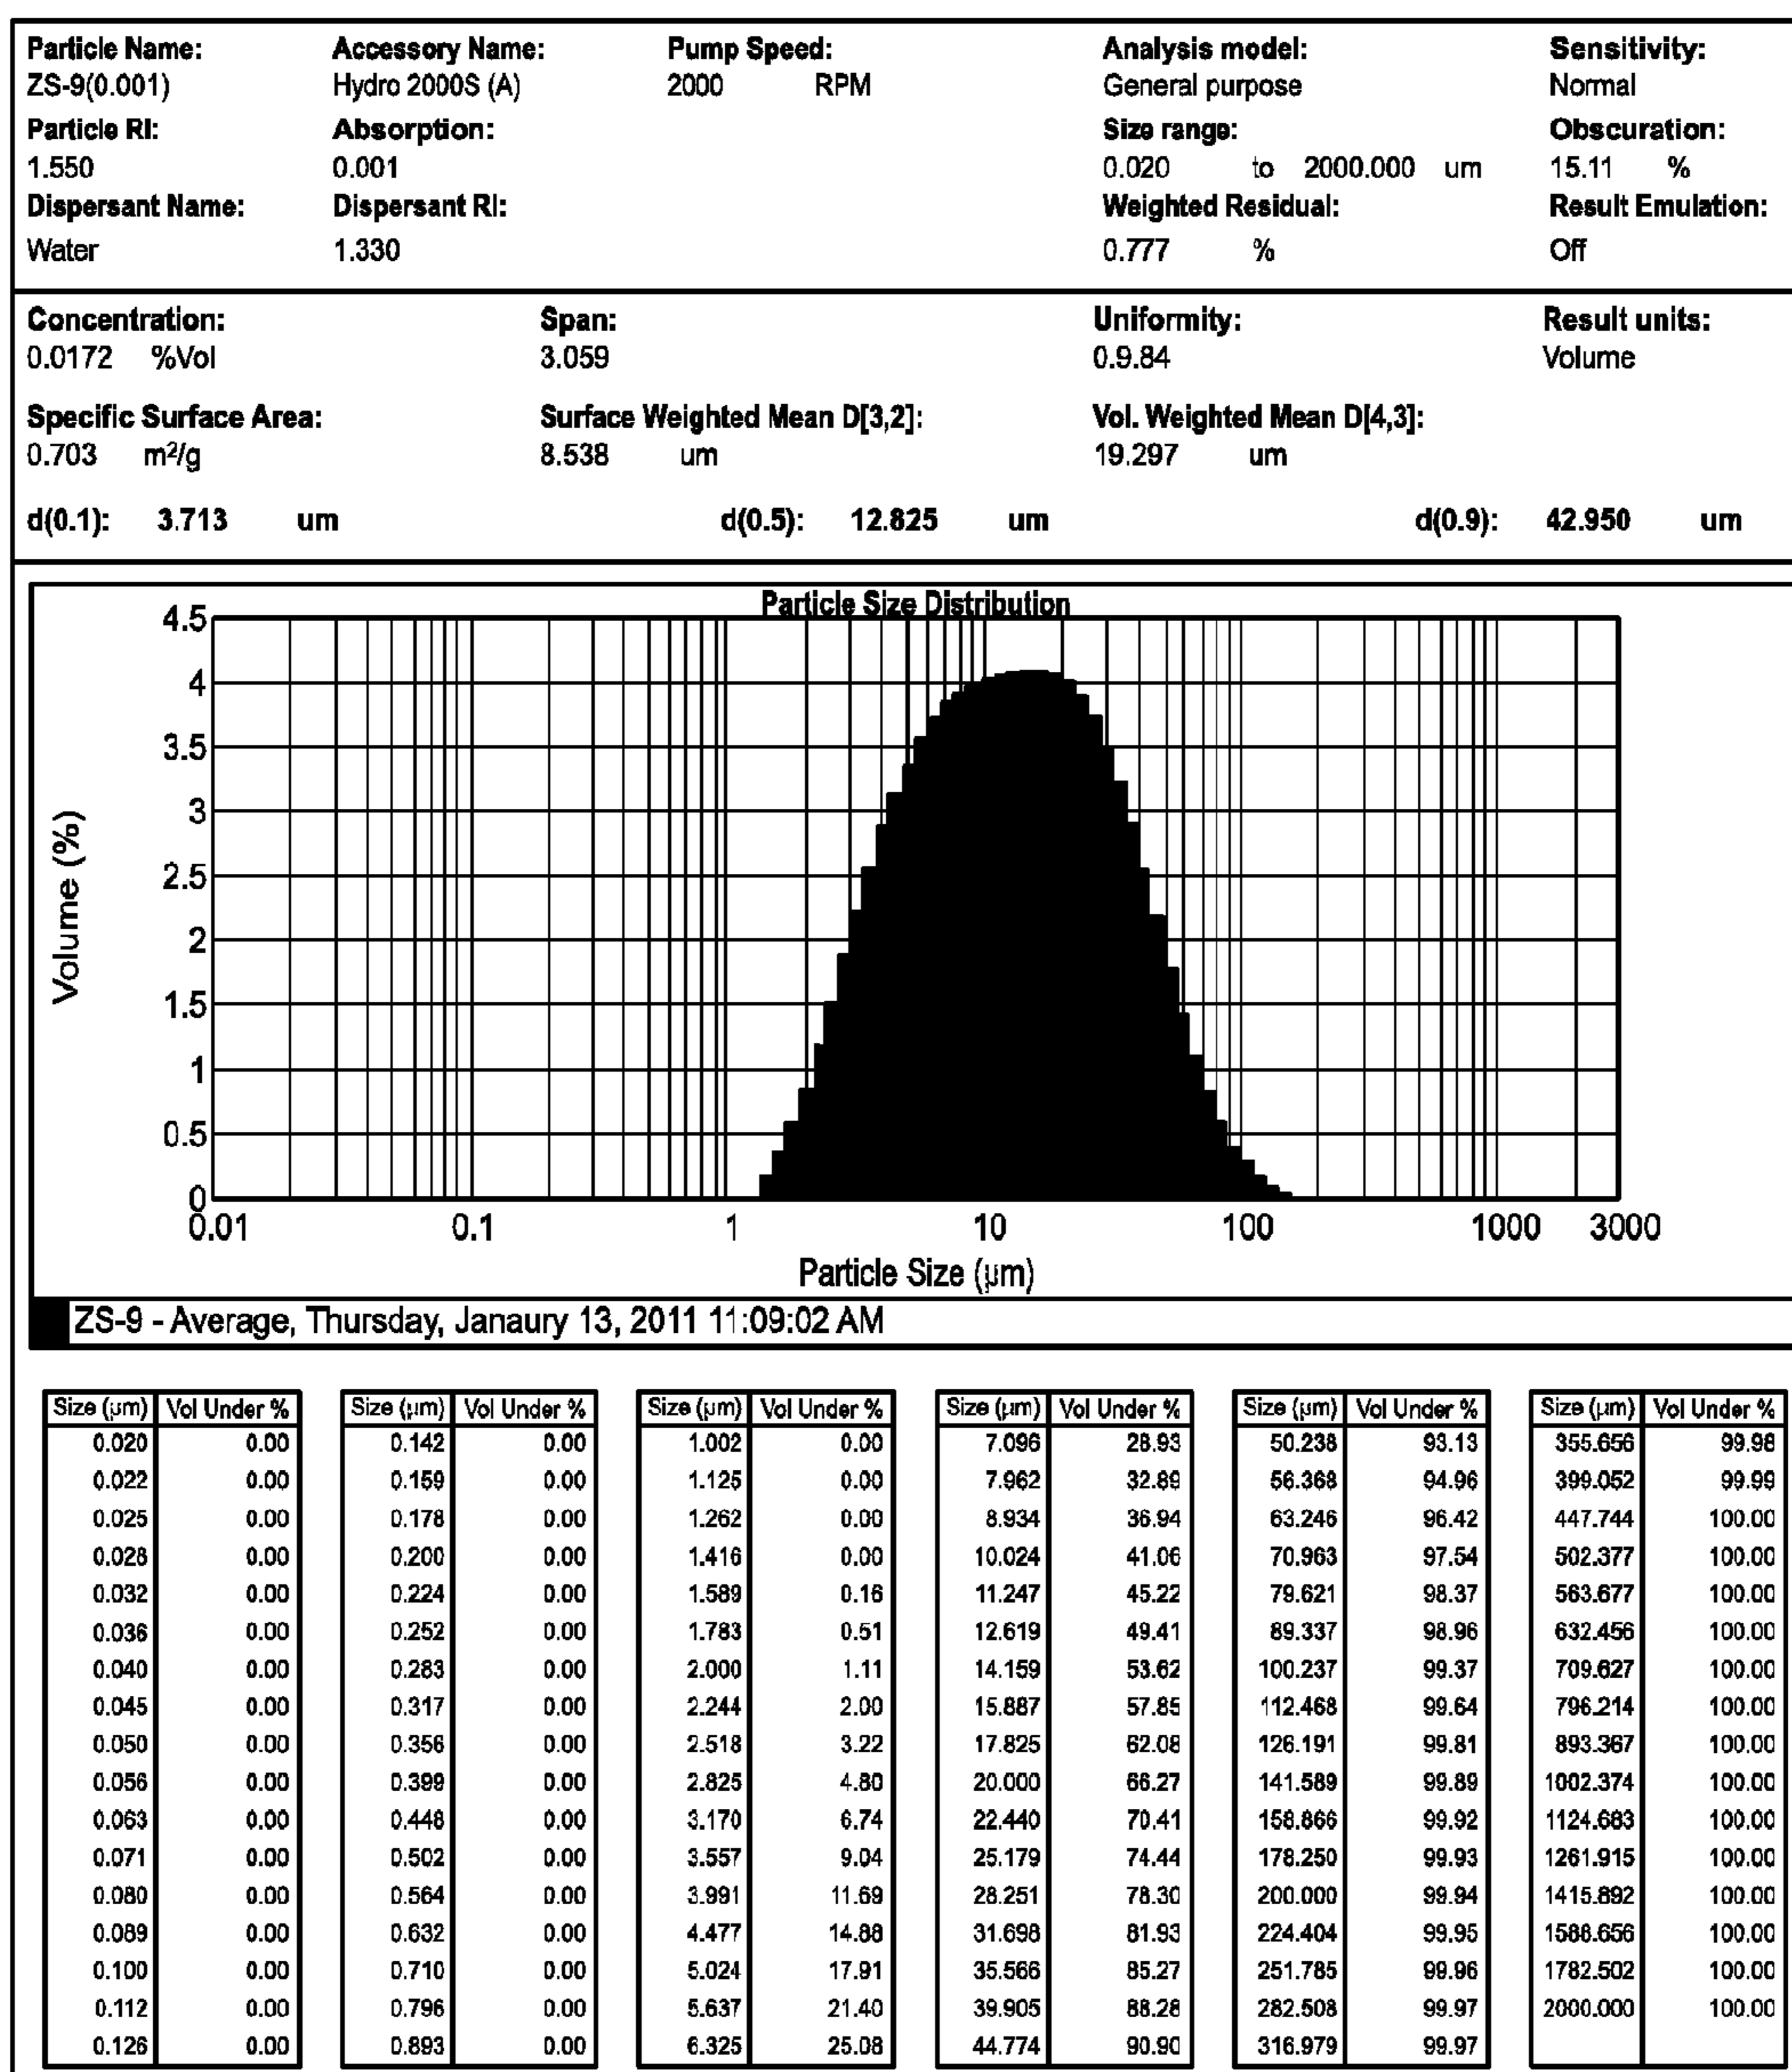 Particle Name: Accessory Name: Pump Speed: Analysis model: Sensitivity:
ZS-9(0.001) Hydro 2000S (A) 2000 RPM General purpose Normal
Particle RI: Absorption: Size range: Obscuration:
1.550 0.001 0.020 to 2000.000 um 15.11 %
Dispersant Name: Dispersant RI: Weighted Residual: Result Emulation:
Water 1.330 0.777 % Off
Concentration: Span: Uniformity: Result units:
0.0172 %Vol 3.059 0.9.84 Volume
Specific Surface Area: Surface Weighted Mean D[3,2]: Vol. Weighted Mean D[4,3]:
0.703 m²/g 8.538 um 19.297 um
d(0.1): 3.713 um d(0.5): 12.825 um d(0.9): 42.950 um
Particle Size Distribution
4.5
4
3.5
3
2.5
2
1.5
1
0.5
0
Volume (%)
0.01 0.1 1 10 100 1000 3000
Particle Size (µm)
ZS-9 - Average, Thursday, Janaury 13, 2011 11:09:02 AM
Size (µm) Vol Under % Size (µm) Vol Under % Size (µm) Vol Under % Size (µm) Vol Under % Size (µm) Vol Under % Size (µm) Vol Under %
0.020 0.00 0.142 0.00 1.002 0.00 7.096 28.93 50.238 93.13 355.656 99.98
0.022 0.00 0.159 0.00 1.125 0.00 7.962 32.89 56.368 94.96 399.052 99.99
0.025 0.00 0.178 0.00 1.262 0.00 8.934 36.94 63.246 96.42 447.744 100.00
0.028 0.00 0.200 0.00 1.416 0.00 10.024 41.06 70.963 97.54 502.377 100.00
0.032 0.00 0.224 0.00 1.589 0.16 11.247 45.22 79.621 98.37 563.677 100.00
0.036 0.00 0.252 0.00 1.783 0.51 12.619 49.41 89.337 98.96 632.456 100.00
0.040 0.00 0.283 0.00 2.000 1.11 14.159 53.62 100.237 99.37 709.627 100.00
0.045 0.00 0.317 0.00 2.244 2.00 15.887 57.85 112.468 99.64 796.214 100.00
0.050 0.00 0.356 0.00 2.518 3.22 17.825 62.08 126.191 99.81 893.367 100.00
0.056 0.00 0.399 0.00 2.825 4.80 20.000 66.27 141.589 99.89 1002.374 100.00
0.063 0.00 0.448 0.00 3.170 6.74 22.440 70.41 158.866 99.92 1124.683 100.00
0.071 0.00 0.502 0.00 3.557 9.04 25.179 74.44 178.250 99.93 1261.915 100.00
0.080 0.00 0.564 0.00 3.991 11.69 28.251 78.30 200.000 99.94 1415.892 100.00
0.089 0.00 0.632 0.00 4.477 14.88 31.698 81.93 224.404 99.95 1588.656 100.00
0.100 0.00 0.710 0.00 5.024 17.91 35.566 85.27 251.785 99.96 1782.502 100.00
0.112 0.00 0.796 0.00 5.637 21.40 39.905 88.28 282.508 99.97 2000.000 100.00
0.126 0.00 0.893 0.00 6.325 25.08 44.774 90.90 316.979 99.97